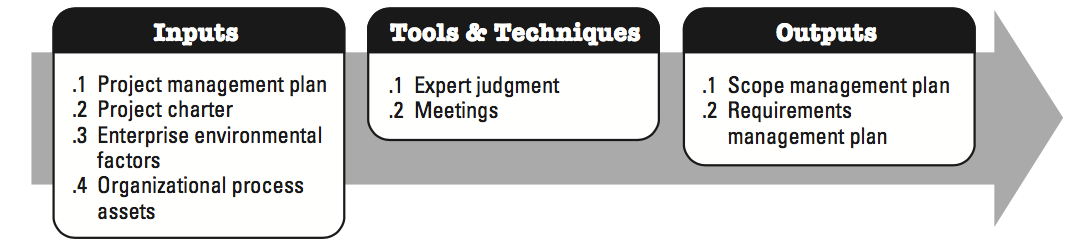 Inputs
.1 Project management plan
.2 Project charter
.3 Enterprise environmental
factors
.4 Organizational process
assets
Tools & Techniques
.1 Expert judgment
.2 Meetings
Outputs
.1 Scope management plan
.2 Requirements
management plan